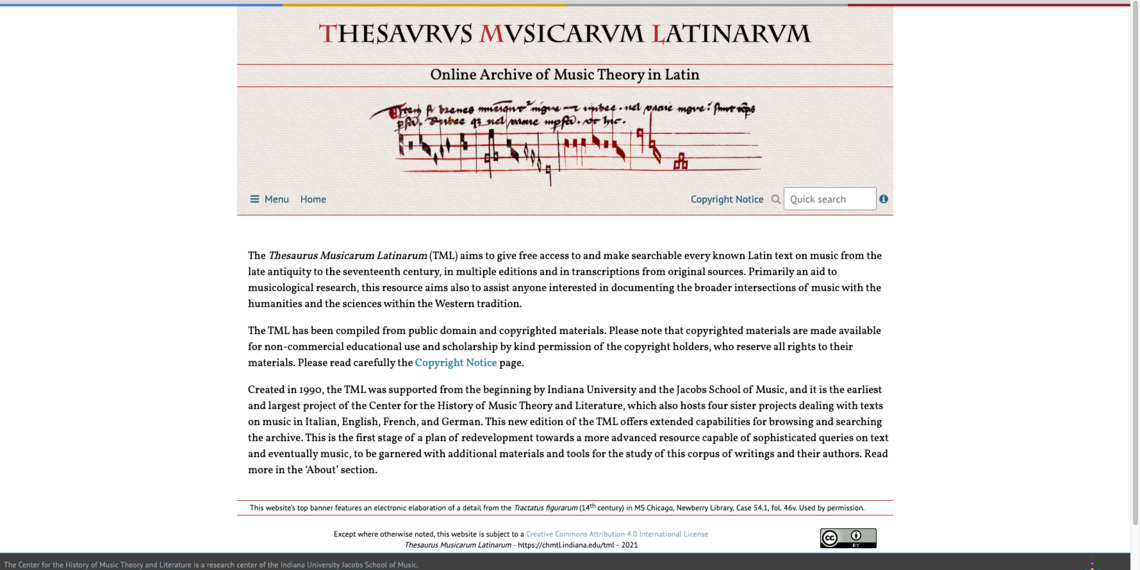 THESAVRVS MVSICARVM LATINARVM
Online Archive of Music Theory in Latin
Menu Home Copyright Notice Quick search
The Thesaurus Musicarum Latinarum (TML) aims to give free access to and make searchable every known Latin text on music from the
late antiquity to the seventeenth century, in multiple editions and in transcriptions from original sources. Primarily an aid to
musicological research, this resource aims also to assist anyone interested in documenting the broader intersections of music with the
humanities and the sciences within the Western tradition.
The TML has been compiled from public domain and copyrighted materials. Please note that copyrighted materials are made available
for non-commercial educational use and scholarship by kind permission of the copyright holders, who reserve all rights to their
materials. Please read carefully the Copyright Notice page.
Created in 1990, the TML was supported from the beginning by Indiana University and the Jacobs School of Music, and it is the earliest
and largest project of the Center for the History of Music Theory and Literature, which also hosts four sister projects dealing with texts
on music in Italian, English, French, and German. This new edition of the TML offers extended capabilities for browsing and searching
the archive. This is the first stage of a plan of redevelopment towards a more advanced resource capable of sophisticated queries on text
and eventually music, to be garnered with additional materials and tools for the study of this corpus of writings and their authors. Read
more in the ‘About’ section.
This website's top banner features an electronic elaboration of a detail from the Tractatus figurarum (14th century) in MS Chicago, Newberry Library, Case 54.1, fol. 46v. Used by permission.
Except where otherwise noted, this website is subject to a Creative Commons Attribution 4.0 International License
Thesaurus Musicarum Latinarum - https://chmtl.indiana.edu/tml - 2021
cc BY
The Center for the History of Music Theory and Literature is a research center of the Indiana University Jacobs School of Music.